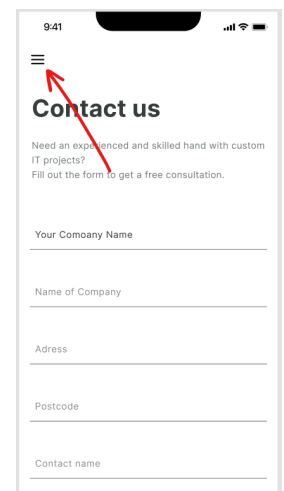 9:41
Contact us
Need an experienced and skilled hand with custom
IT projects?
Fill out the form to get a free consultation.
Your Comoany Name
Name of Company
Adress
Postcode
Contact name